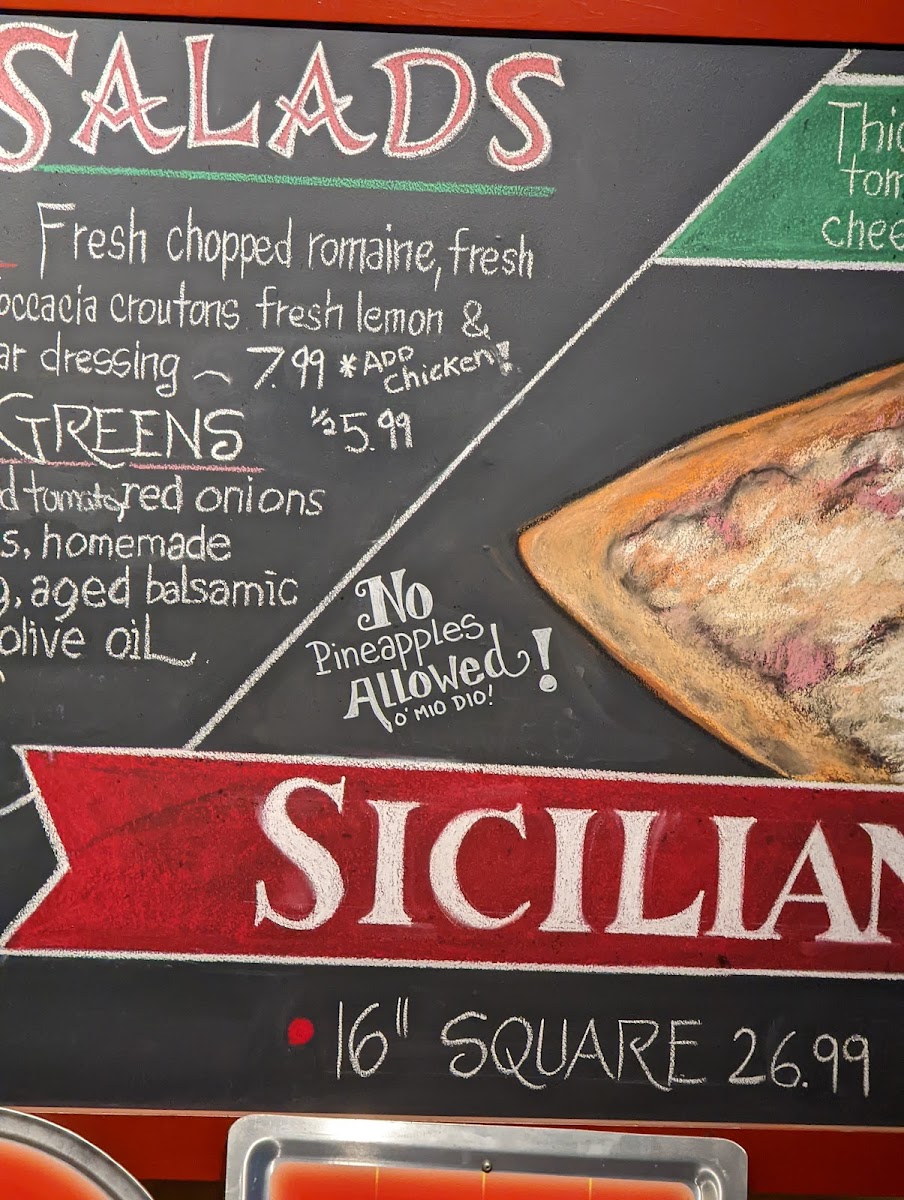 SALADS
Fresh chopped romaine, fresh
occacia croutons fresh lemon &
ar dressing ~ 7.99 *ADD Chicken!
GREENS 1/2 5.99
d tomato, red onions
s, homemade
g, aged balsamic
olive oil
Thic
tom
chee
No
Pineapples
Allowed!
O' MIO DIO!
SICILIAN
• 16" SQUARE 26.99